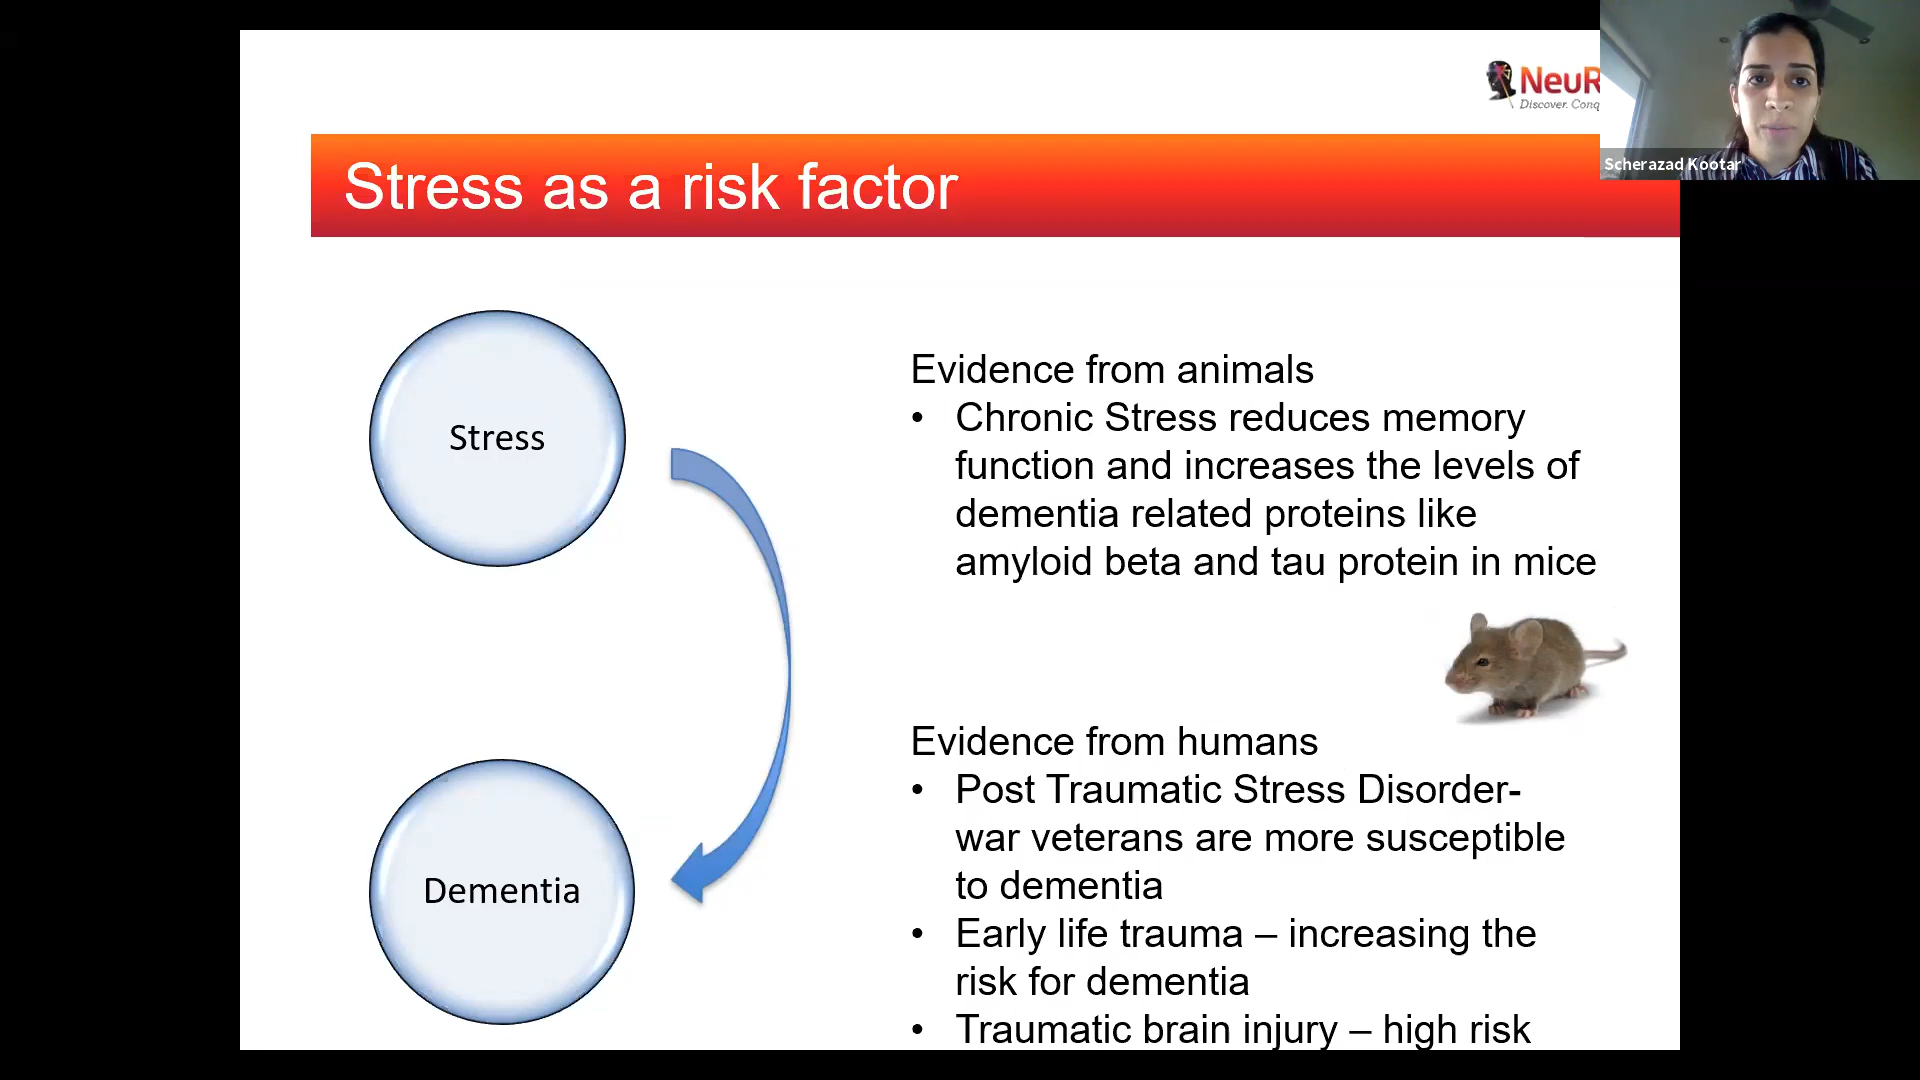 NeuR
Discover. Conq
Scherazad Kootar
Stress as a risk factor
Stress
Dementia
Evidence from animals
• Chronic Stress reduces memory
function and increases the levels of
dementia related proteins like
amyloid beta and tau protein in mice
Evidence from humans
• Post Traumatic Stress Disorder-
war veterans are more susceptible
to dementia
• Early life trauma – increasing the
risk for dementia
• Traumatic brain injury – high risk